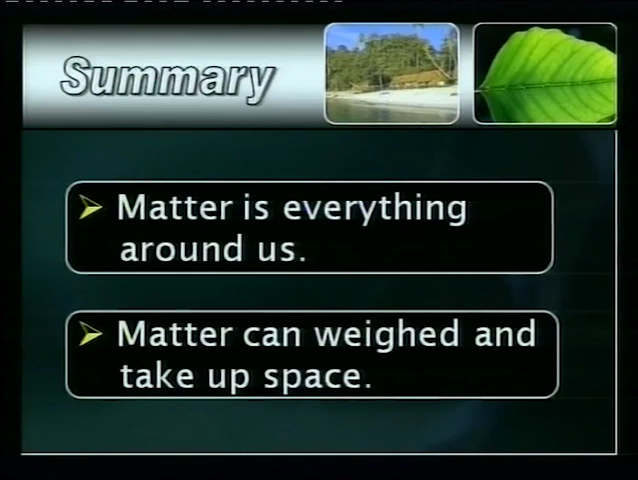 Summary
Matter is everything
around us.
Matter can weighed and
take up space.